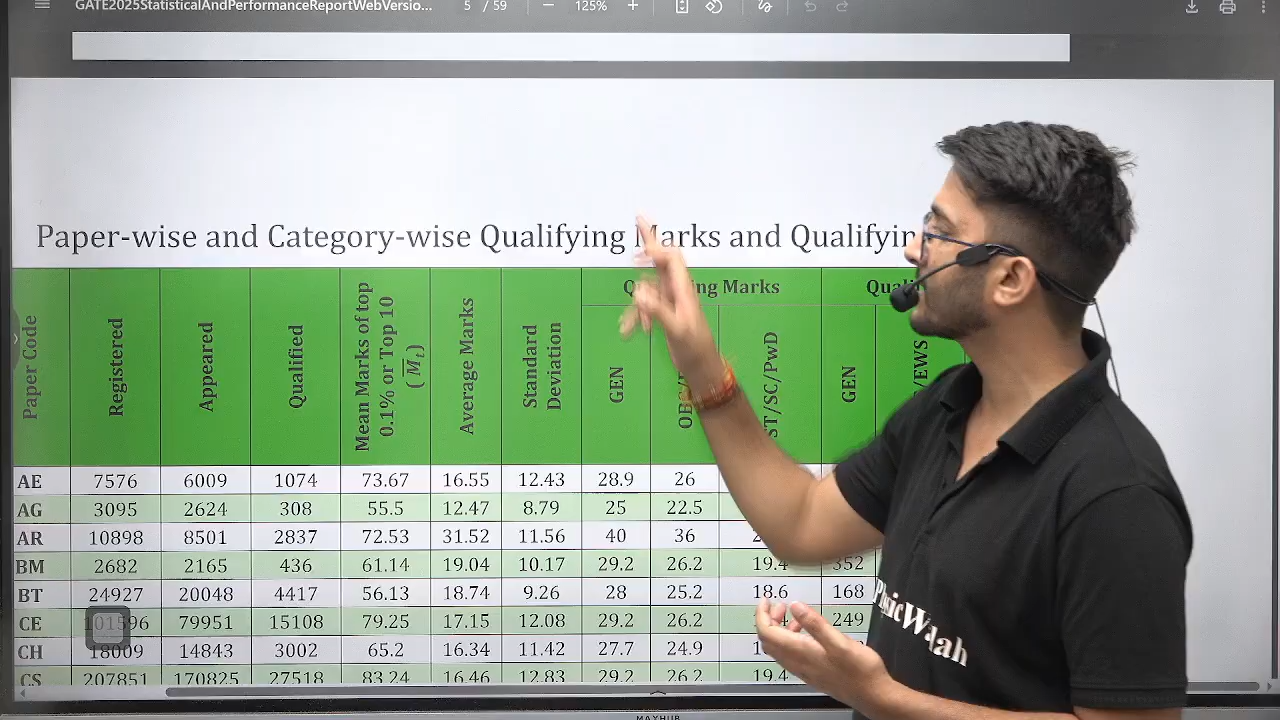 GATE2025StatisticalAndPerformanceReportWebVersio... 5 / 59 125%
Paper-wise and Category-wise Qualifying Marks and Qualifyin
Paper Code Registered Appeared Qualified Mean Marks of top 0.1% or Top 10 (M̅t) Average Marks Standard Deviation GEN ST/SC/PwD GEN /EWS
AE 7576 6009 1074 73.67 16.55 12.43 28.9 26
AG 3095 2624 308 55.5 12.47 8.79 25 22.5
AR 10898 8501 2837 72.53 31.52 11.56 40 36
BM 2682 2165 436 61.14 19.04 10.17 29.2 26.2 19.4 352
BT 24927 20048 4417 56.13 18.74 9.26 28 25.2 18.6 168
CE 101596 79951 15108 79.25 17.15 12.08 29.2 26.2 249
CH 18009 14843 3002 65.2 16.34 11.42 27.7 24.9
CS 207851 170825 27518 83.24 16.46 12.83 29.2 26.2 19.4
MAXHUB